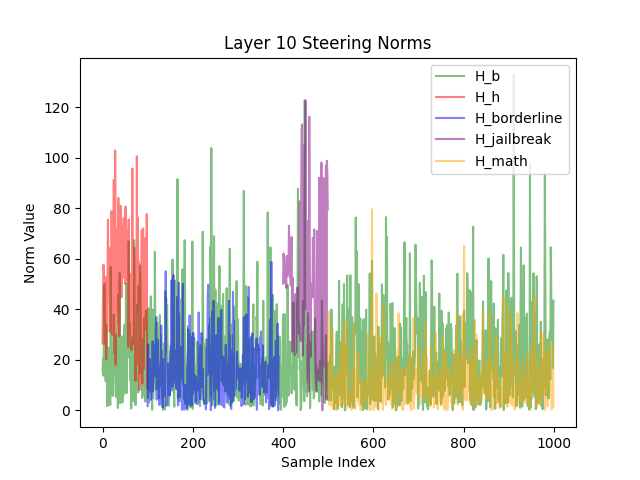 Layer 10 Steering Norms
H_b
H_h
H_borderline
H_jailbreak
H_math
Norm Value
120
100
80
60
40
20
0
0 200 400 600 800 1000
Sample Index